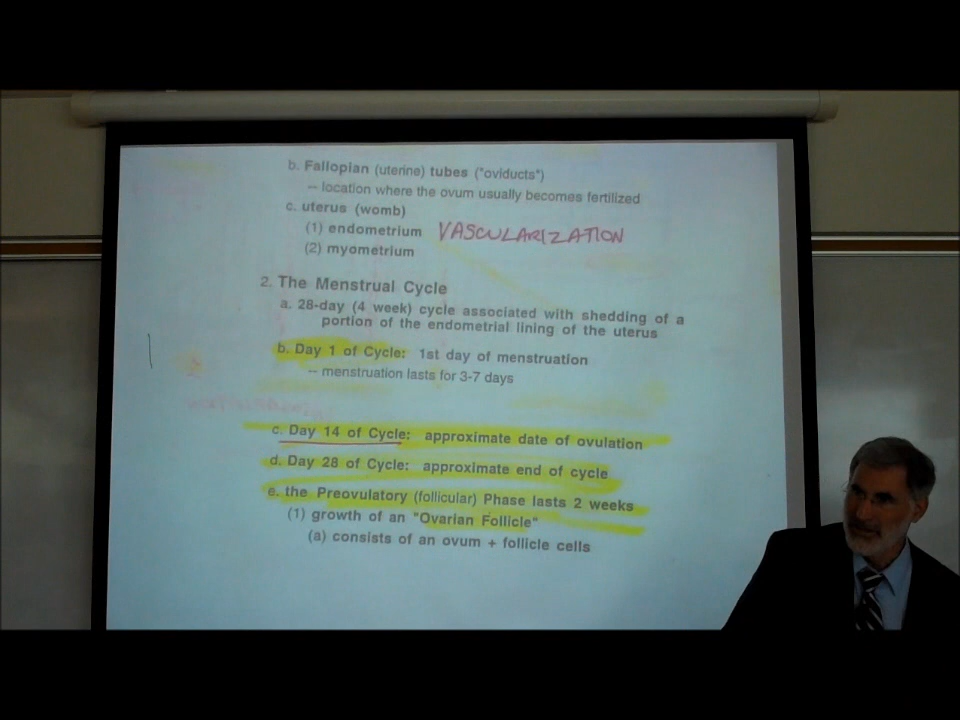 b. Fallopian (uterine) tubes ("oviducts")
-- location where the ovum usually becomes fertilized
c. uterus (womb)
(1) endometrium VASCULARIZATION
(2) myometrium
2. The Menstrual Cycle
a. 28-day (4 week) cycle associated with shedding of a
portion of the endometrial lining of the uterus
b. Day 1 of Cycle: 1st day of menstruation
-- menstruation lasts for 3-7 days
c. Day 14 of Cycle: approximate date of ovulation
d. Day 28 of Cycle: approximate end of cycle
e. the Preovulatory (follicular) Phase lasts 2 weeks
(1) growth of an "Ovarian Follicle"
(a) consists of an ovum + follicle cells